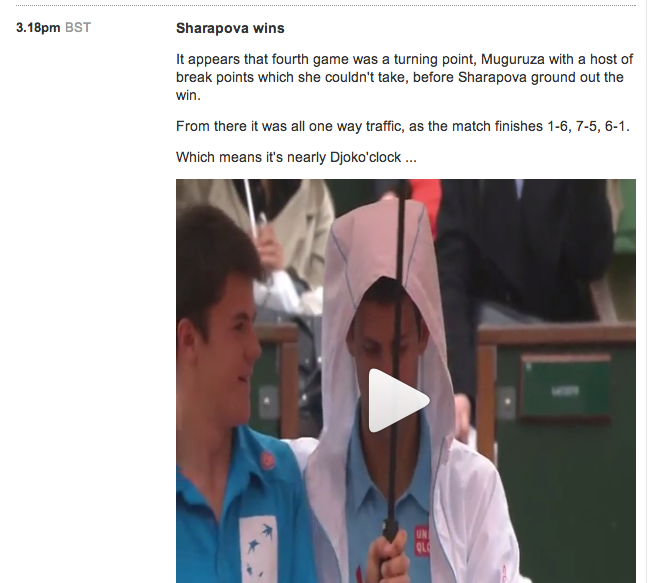 3.18pm BST
Sharapova wins
It appears that fourth game was a turning point, Muguruza with a host of
break points which she couldn't take, before Sharapova ground out the
win.
From there it was all one way traffic, as the match finishes 1-6, 7-5, 6-1.
Which means it's nearly Djoko'clock ...
UNI
QLO